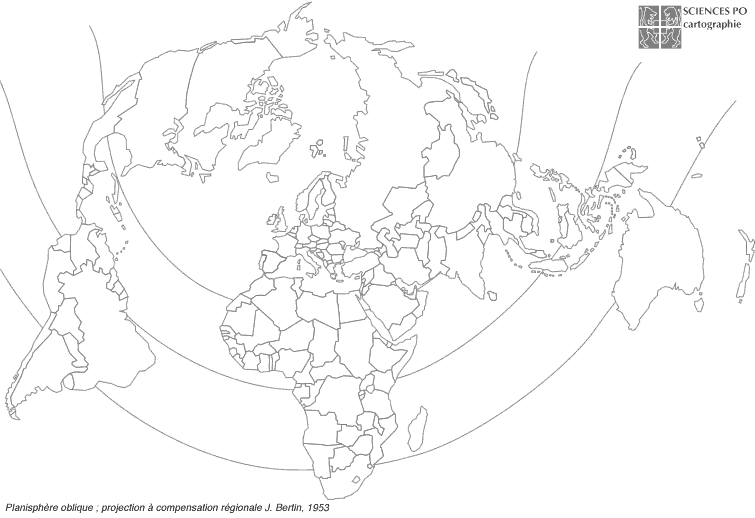 SCIENCES PO
cartographie
Planisphère oblique ; projection à compensation régionale J. Bertin, 1953